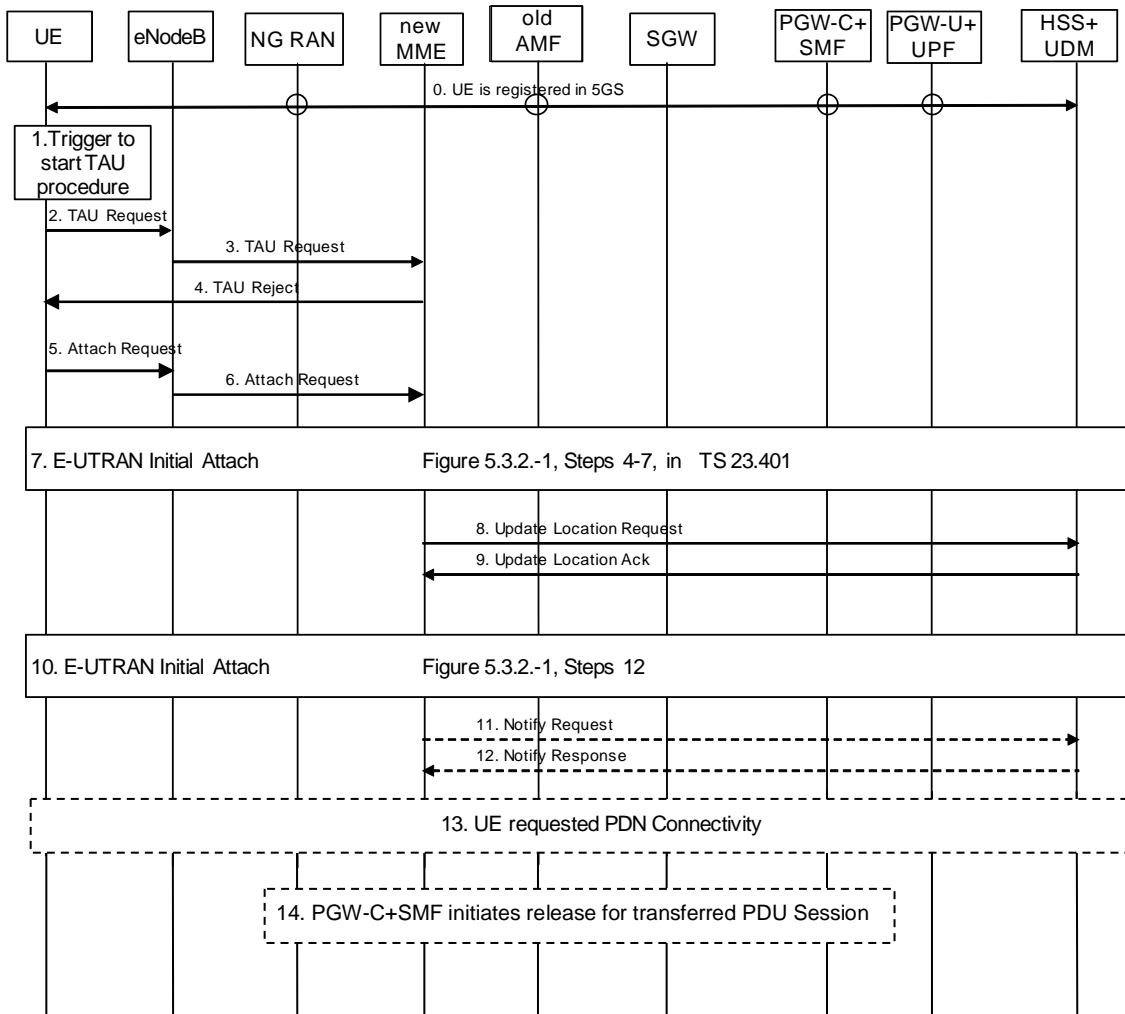 UE
eNodeB
NG RAN
new
MME
old
AMF
SGW
PGW-C+
SMF
PGW-U+
UPF
HSS+
UDM
0. UE is registered in 5GS
1.Trigger to
start TAU
procedure
2. TAU Request
3. TAU Request
4. TAU Reject
5. Attach Request
6. Attach Request
7. E-UTRAN Initial Attach Figure 5.3.2.-1, Steps 4-7, in TS 23.401
8. Update Location Request
9. Update Location Ack
10. E-UTRAN Initial Attach Figure 5.3.2.-1, Steps 12
11. Notify Request
12. Notify Response
13. UE requested PDN Connectivity
14. PGW-C+SMF initiates release for transferred PDU Session